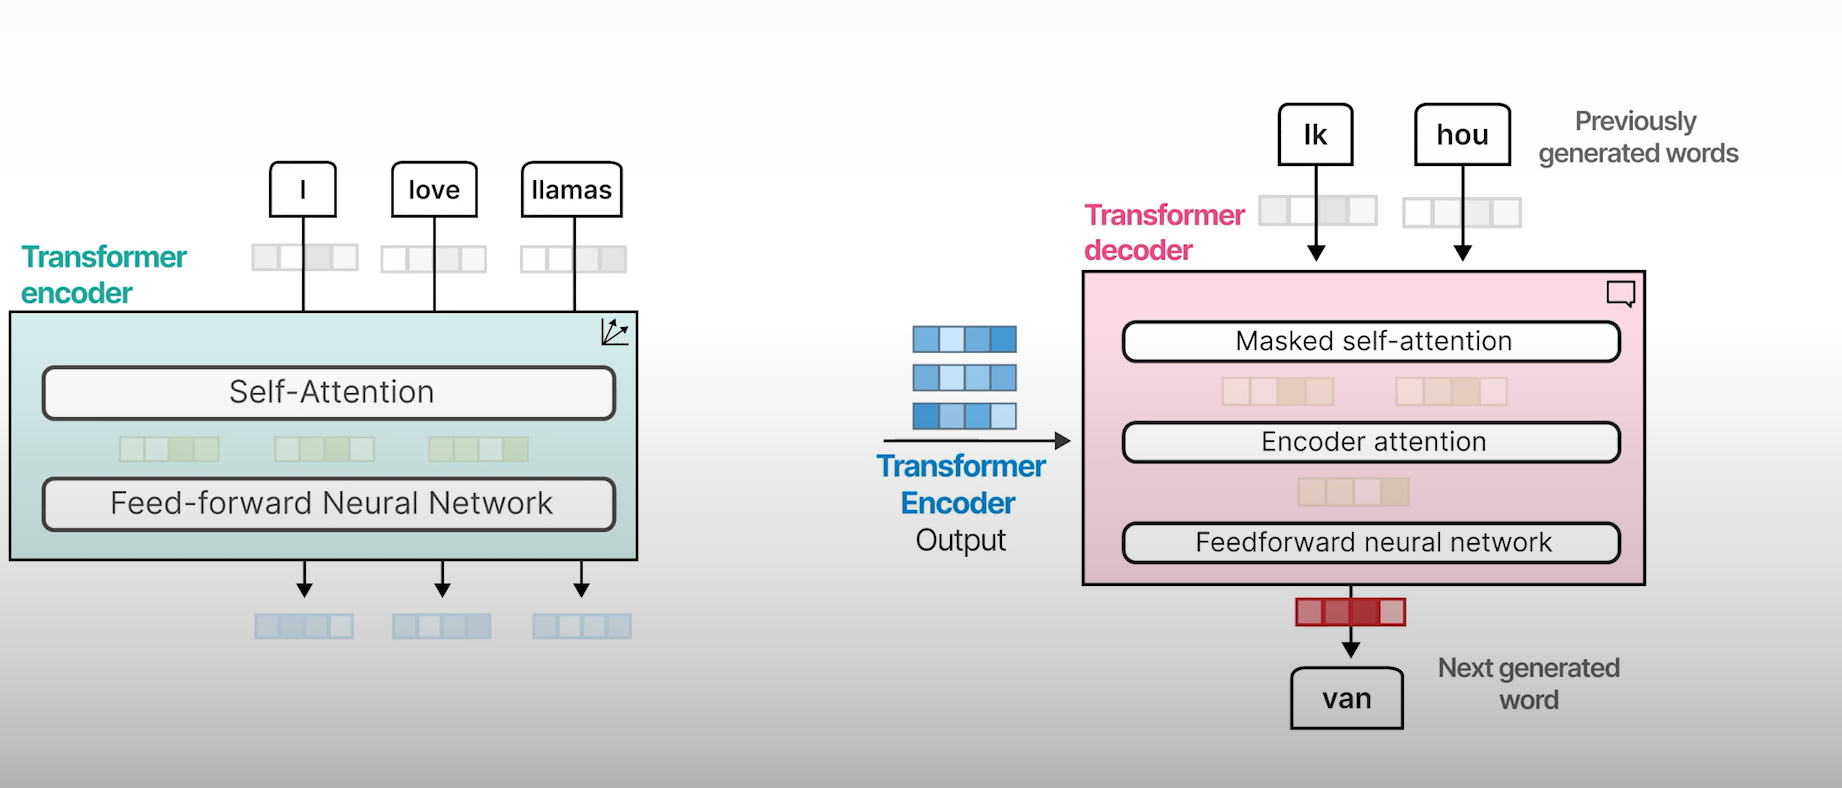 I
love
llamas
Transformer
encoder
Self-Attention
Feed-forward Neural Network
Transformer
Encoder
Output
Ik
hou
Previously
generated words
Transformer
decoder
Masked self-attention
Encoder attention
Feedforward neural network
van
Next generated
word